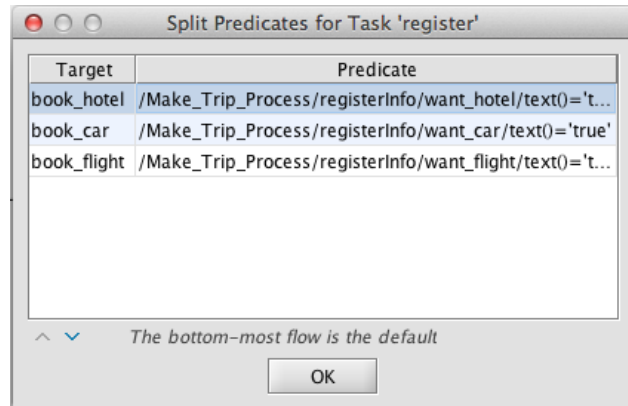 Split Predicates for Task 'register'
Target Predicate
book_hotel /Make_Trip_Process/registerInfo/want_hotel/text()='t...
book_car /Make_Trip_Process/registerInfo/want_car/text()='true'
book_flight /Make_Trip_Process/registerInfo/want_flight/text()='t...
The bottom-most flow is the default
OK